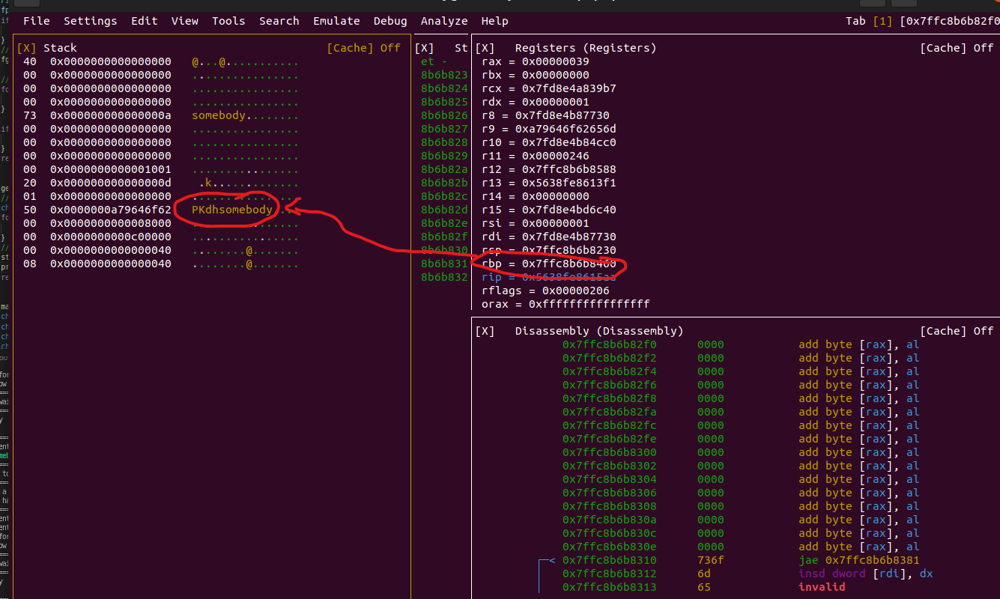 File Settings Edit View Tools Search Emulate Debug Analyze Help Tab [1] [0x7ffc8b6b82f0
[X] Stack [Cache] Off
40 0x0000000000000000 @...@...........
00 0x0000000000000000 ................
00 0x0000000000000000 ................
00 0x0000000000000000 ................
73 0x000000000000000a somebody........
00 0x0000000000000000 ................
00 0x0000000000000000 ................
00 0x0000000000000000 ................
00 0x0000000000001001 ................
20 0x000000000000000d .k.............
01 0x0000000000000000 ................
50 0x0000000a79646f62 PKdhsomebody....
00 0x0000000000008000 ................
00 0x0000000000c00000 ................
00 0x0000000000000040 ........@.......
08 0x0000000000000040 ........@.......
[X] St
et -
8b6b823
8b6b824
8b6b825
8b6b826
8b6b827
8b6b828
8b6b829
8b6b82a
8b6b82b
8b6b82c
8b6b82d
8b6b82e
8b6b82f
8b6b830
8b6b831
8b6b832
[X] Registers (Registers) [Cache] Off
rax = 0x00000039
rbx = 0x00000000
rcx = 0x7fd8e4a839b7
rdx = 0x00000001
r8 = 0x7fd8e4b87730
r9 = 0xa79646f62656d
r10 = 0x7fd8e4b84cc0
r11 = 0x00000246
r12 = 0x7ffc8b6b8588
r13 = 0x5638fe8613f1
r14 = 0x00000000
r15 = 0x7fd8e4bd6c40
rsi = 0x00000001
rdi = 0x7fd8e4b87730
rsp = 0x7ffc8b6b8230
rbp = 0x7ffc8b6b8460
rip = 0x5638fe8615aa
rflags = 0x00000206
orax = 0xffffffffffffffff
[X] Disassembly (Disassembly) [Cache] Off
0x7ffc8b6b82f0 0000 add byte [rax], al
0x7ffc8b6b82f2 0000 add byte [rax], al
0x7ffc8b6b82f4 0000 add byte [rax], al
0x7ffc8b6b82f6 0000 add byte [rax], al
0x7ffc8b6b82f8 0000 add byte [rax], al
0x7ffc8b6b82fa 0000 add byte [rax], al
0x7ffc8b6b82fc 0000 add byte [rax], al
0x7ffc8b6b82fe 0000 add byte [rax], al
0x7ffc8b6b8300 0000 add byte [rax], al
0x7ffc8b6b8302 0000 add byte [rax], al
0x7ffc8b6b8304 0000 add byte [rax], al
0x7ffc8b6b8306 0000 add byte [rax], al
0x7ffc8b6b8308 0000 add byte [rax], al
0x7ffc8b6b830a 0000 add byte [rax], al
0x7ffc8b6b830c 0000 add byte [rax], al
0x7ffc8b6b830e 0000 add byte [rax], al
< 0x7ffc8b6b8310 736f jae 0x7ffc8b6b8381
0x7ffc8b6b8312 6d insd dword [rdi], dx
0x7ffc8b6b8313 65 invalid